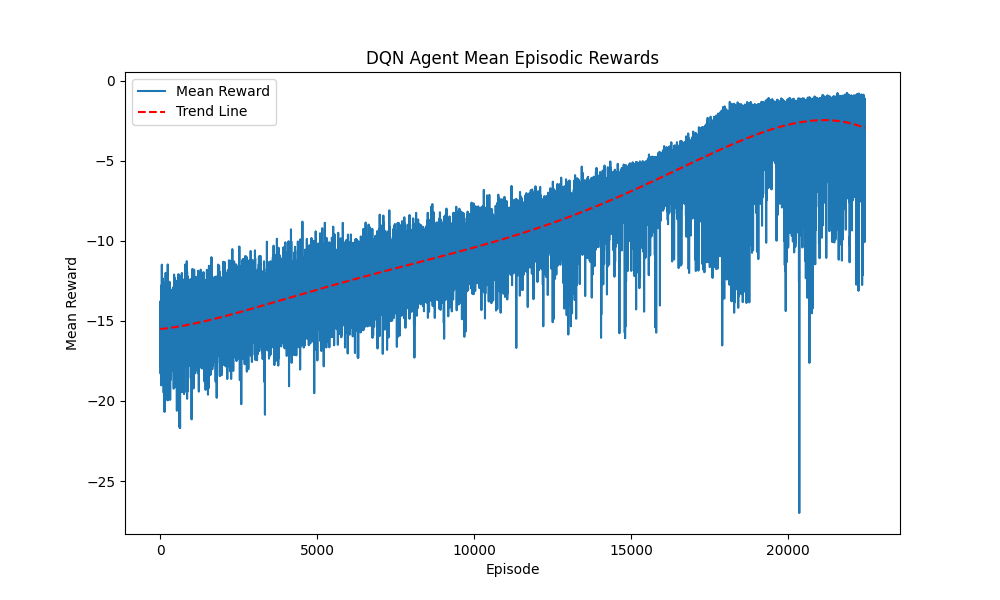 DQN Agent Mean Episodic Rewards
Mean Reward
Trend Line
0
−5
−10
−15
−20
−25
Mean Reward
0
5000
10000
15000
20000
Episode